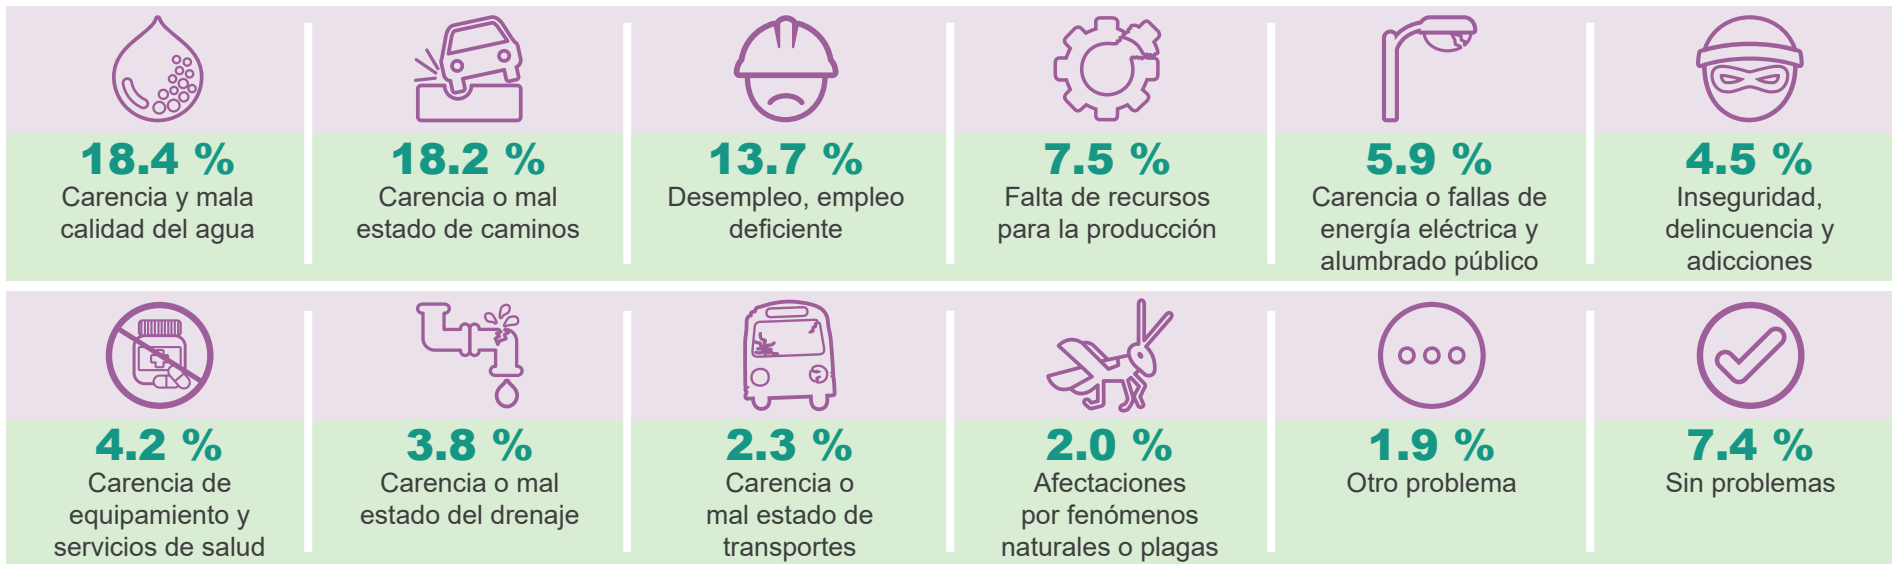 18.4 %
Carencia y mala
calidad del agua
18.2 %
Carencia o mal
estado de caminos
13.7 %
Desempleo, empleo
deficiente
7.5 %
Falta de recursos
para la producción
5.9 %
Carencia o fallas de
energía eléctrica y
alumbrado público
4.5 %
Inseguridad,
delincuencia y
adicciones
4.2 %
Carencia de
equipamiento y
servicios de salud
3.8 %
Carencia o mal
estado del drenaje
2.3 %
Carencia o
mal estado de
transportes
2.0 %
Afectaciones
por fenómenos
naturales o plagas
1.9 %
Otro problema
7.4 %
Sin problemas